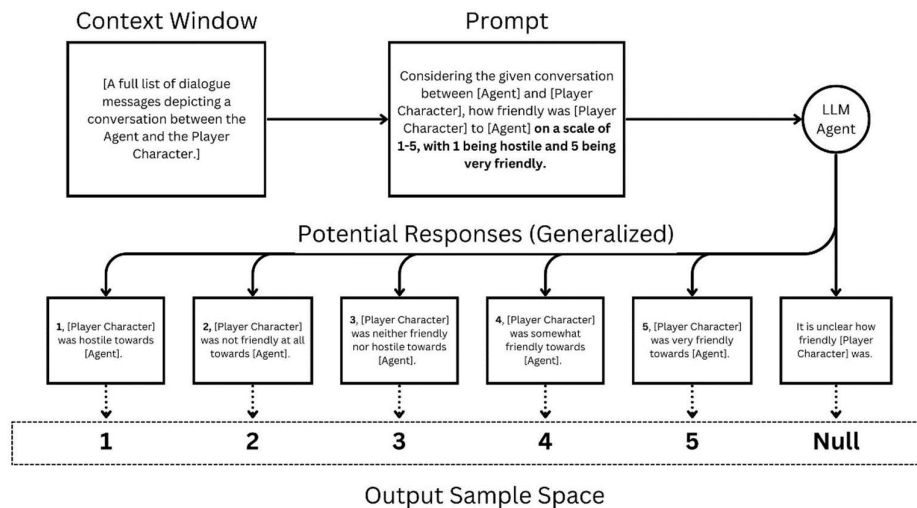 Context Window
Prompt
[A full list of dialogue
messages depicting a
conversation between the
Agent and the Player
Character.]
Considering the given conversation
between [Agent] and [Player
Character], how friendly was [Player
Character] to [Agent] on a scale of
1-5, with 1 being hostile and 5 being
very friendly.
LLM
Agent
Potential Responses (Generalized)
1, [Player Character]
was hostile towards
[Agent].
2, [Player Character]
was not friendly at all
towards [Agent].
3, [Player Character]
was neither friendly
nor hostile towards
[Agent].
4, [Player Character]
was somewhat
friendly towards
[Agent].
5, [Player Character]
was very friendly
towards [Agent].
It is unclear how
friendly [Player
Character] was.
1
2
3
4
5
Null
Output Sample Space